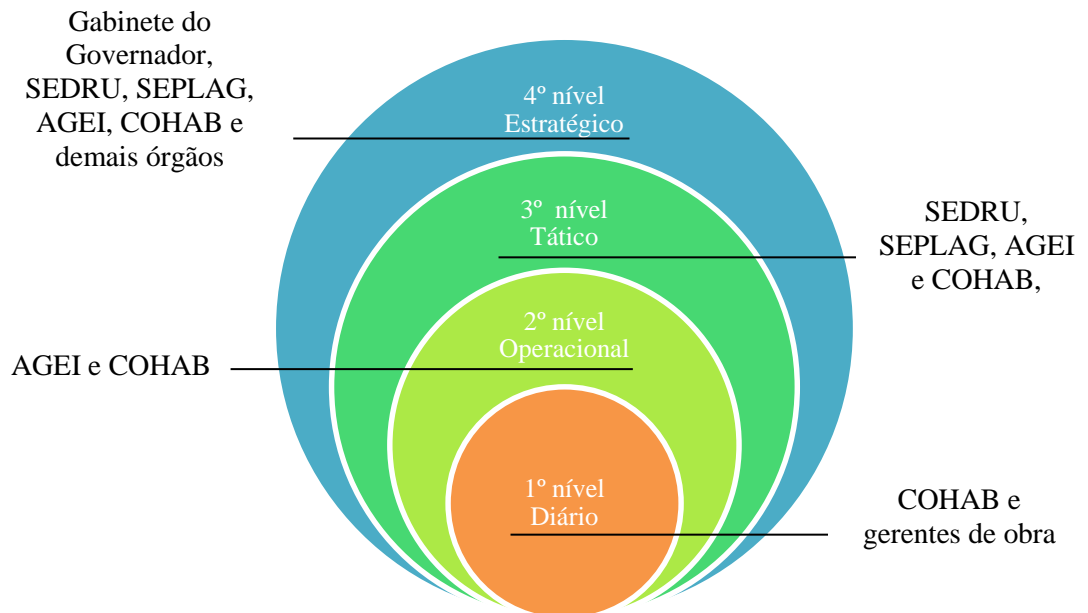 Gabinete do
Governador,
SEDRU, SEPLAG,
AGEI, COHAB e
demais órgãos
4º nível
Estratégico
3º nível
Tático
SEDRU,
SEPLAG, AGEI
e COHAB,
2º nível
Operacional
AGEI e COHAB
1º nível
Diário
COHAB e
gerentes de obra